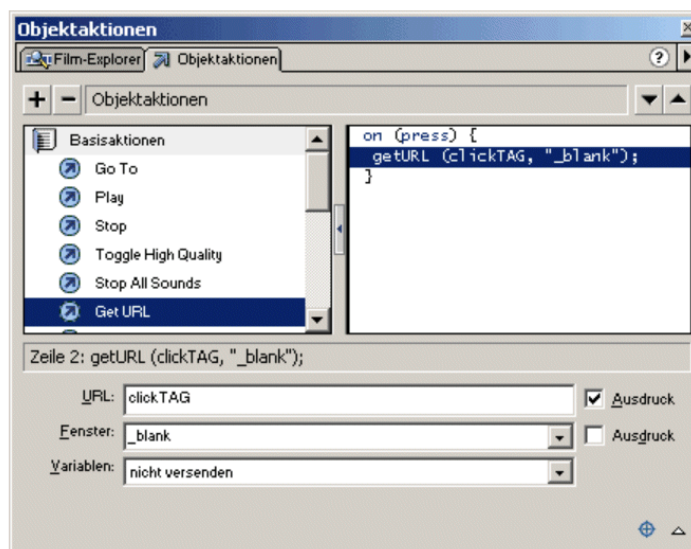 Objektaktionen
Film-Explorer Objektaktionen ?
+ − Objektaktionen
Basisaktionen
Go To
Play
Stop
Toggle High Quality
Stop All Sounds
Get URL
on (press) {
getURL (clickTAG, "_blank");
}
Zeile 2: getURL (clickTAG, "_blank");
URL: clickTAG Ausdruck
Fenster: _blank Ausdruck
Variablen: nicht versenden